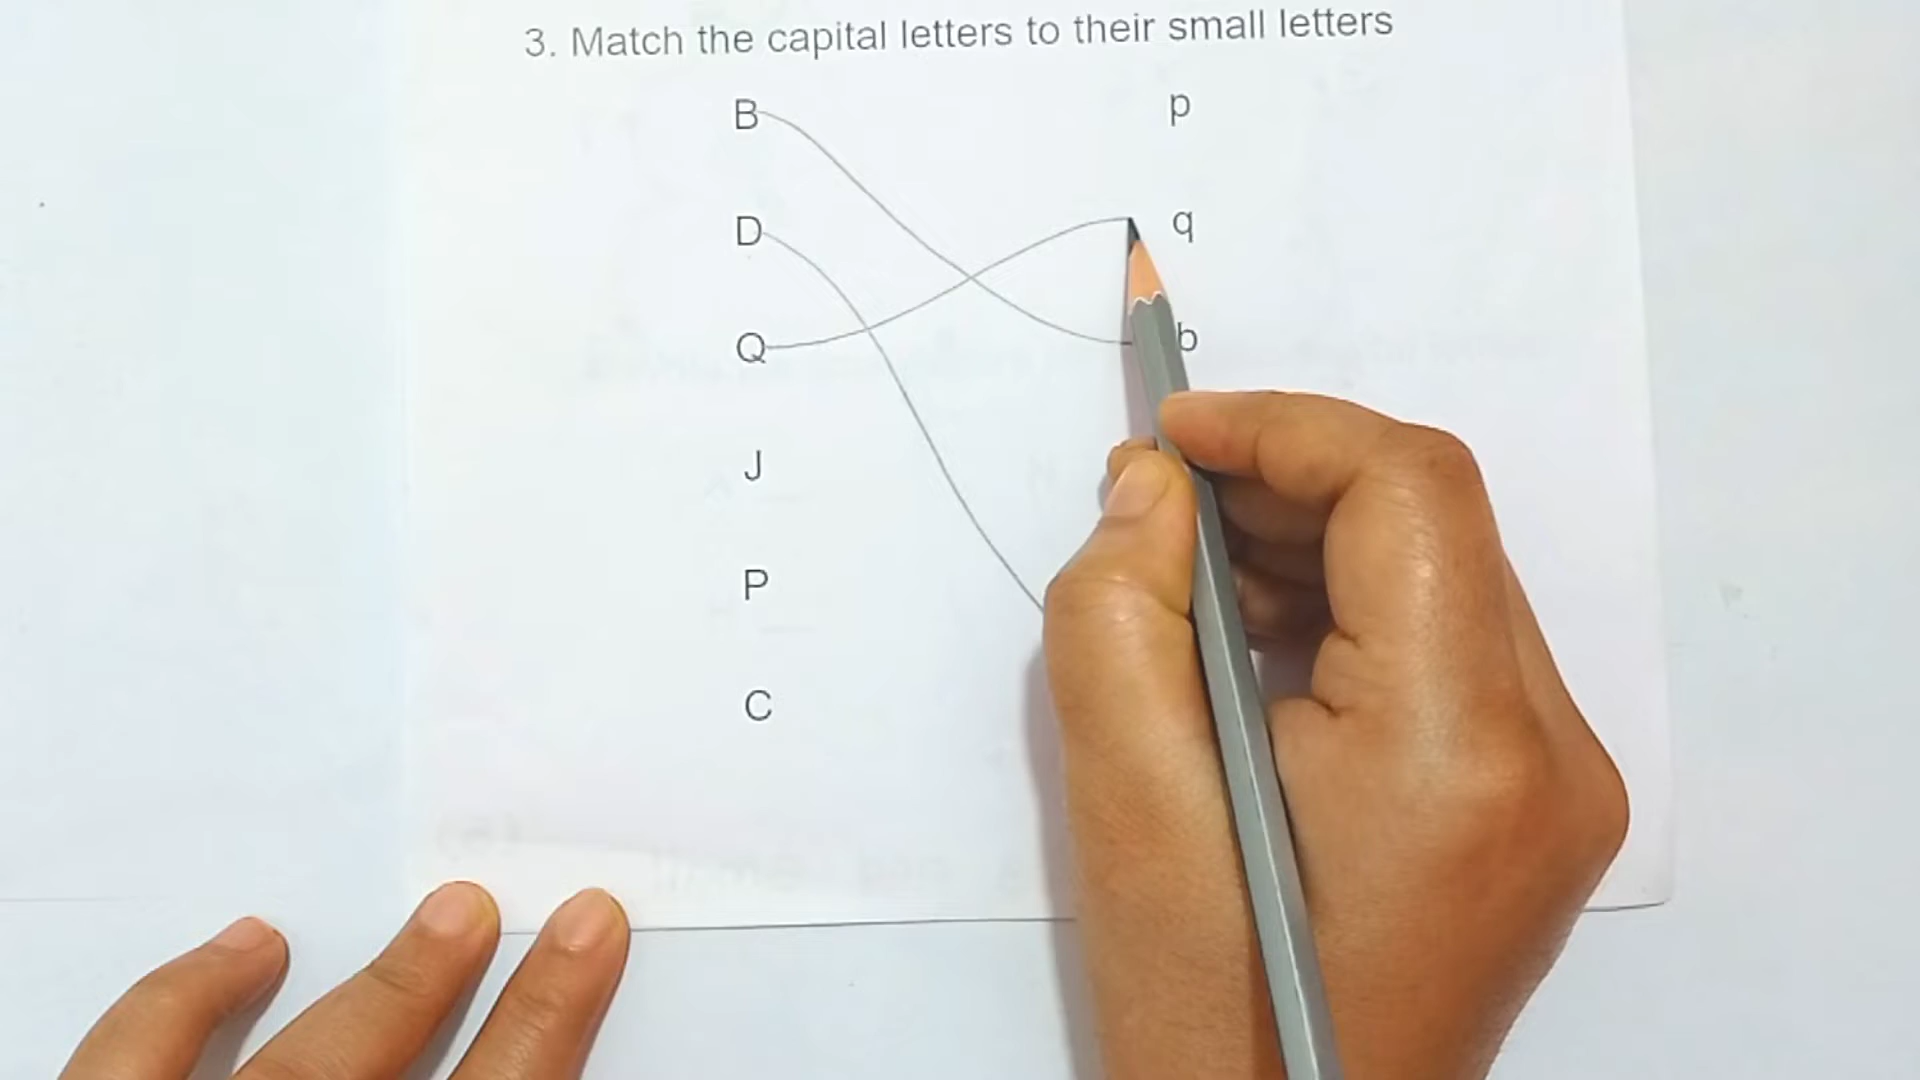 3. Match the capital letters to their small letters
B p
D q
Q b
J
P
C